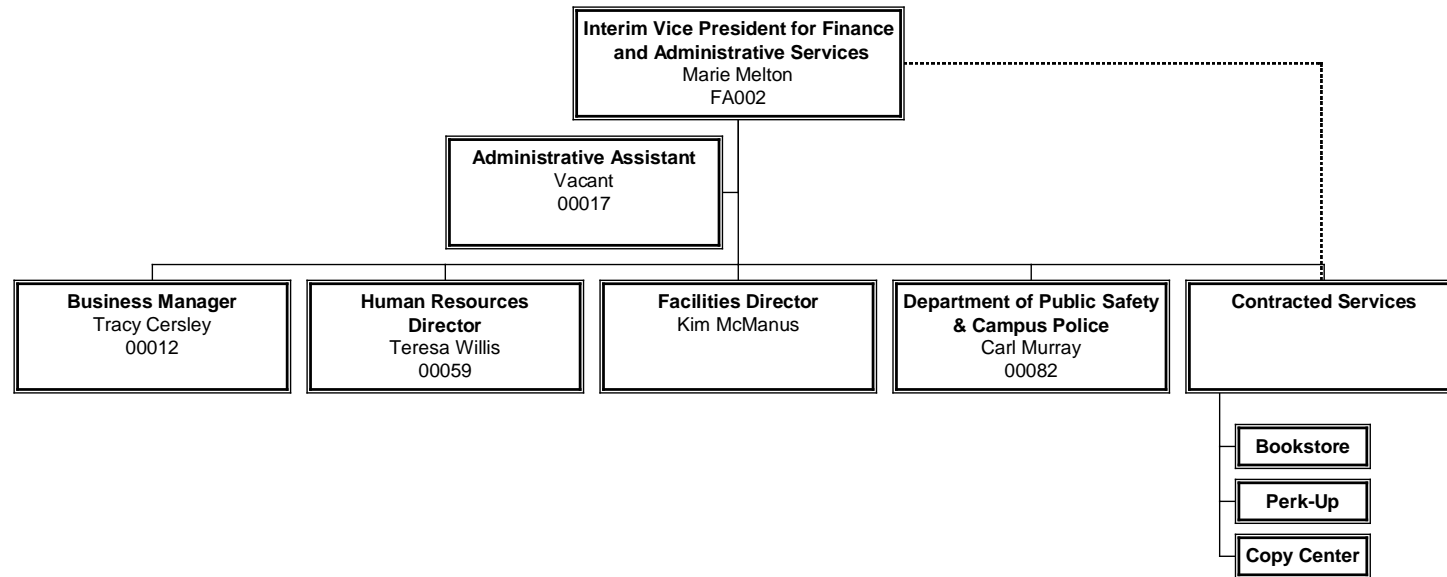 Interim Vice President for Finance
and Administrative Services
Marie Melton
FA002
Administrative Assistant
Vacant
00017
Business Manager
Tracy Cersley
00012
Human Resources
Director
Teresa Willis
00059
Facilities Director
Kim McManus
Department of Public Safety
& Campus Police
Carl Murray
00082
Contracted Services
Bookstore
Perk-Up
Copy Center